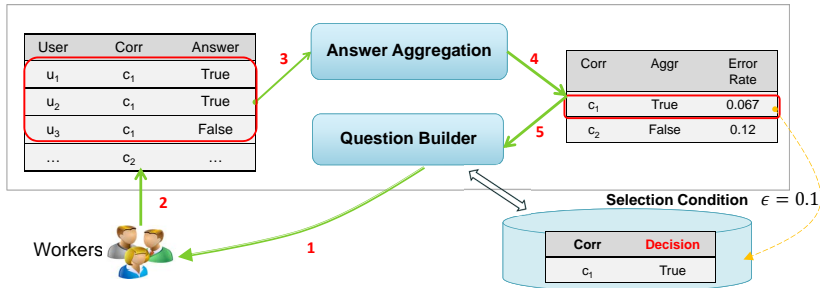 User Corr Answer
u1 c1 True
u2 c1 True
u3 c1 False
... c2 ...
3
Answer Aggregation
4
Corr Aggr Error Rate
c1 True 0.067
c2 False 0.12
5
Question Builder
2
1
Workers
Selection Condition ϵ = 0.1
Corr Decision
c1 True